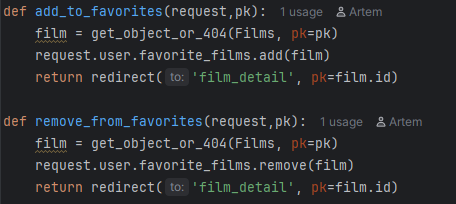 def add_to_favorites(request,pk): 1 usage Artem
film = get_object_or_404(Films, pk=pk)
request.user.favorite_films.add(film)
return redirect( to: 'film_detail', pk=film.id)
def remove_from_favorites(request,pk): 1 usage Artem
film = get_object_or_404(Films, pk=pk)
request.user.favorite_films.remove(film)
return redirect( to: 'film_detail', pk=film.id)